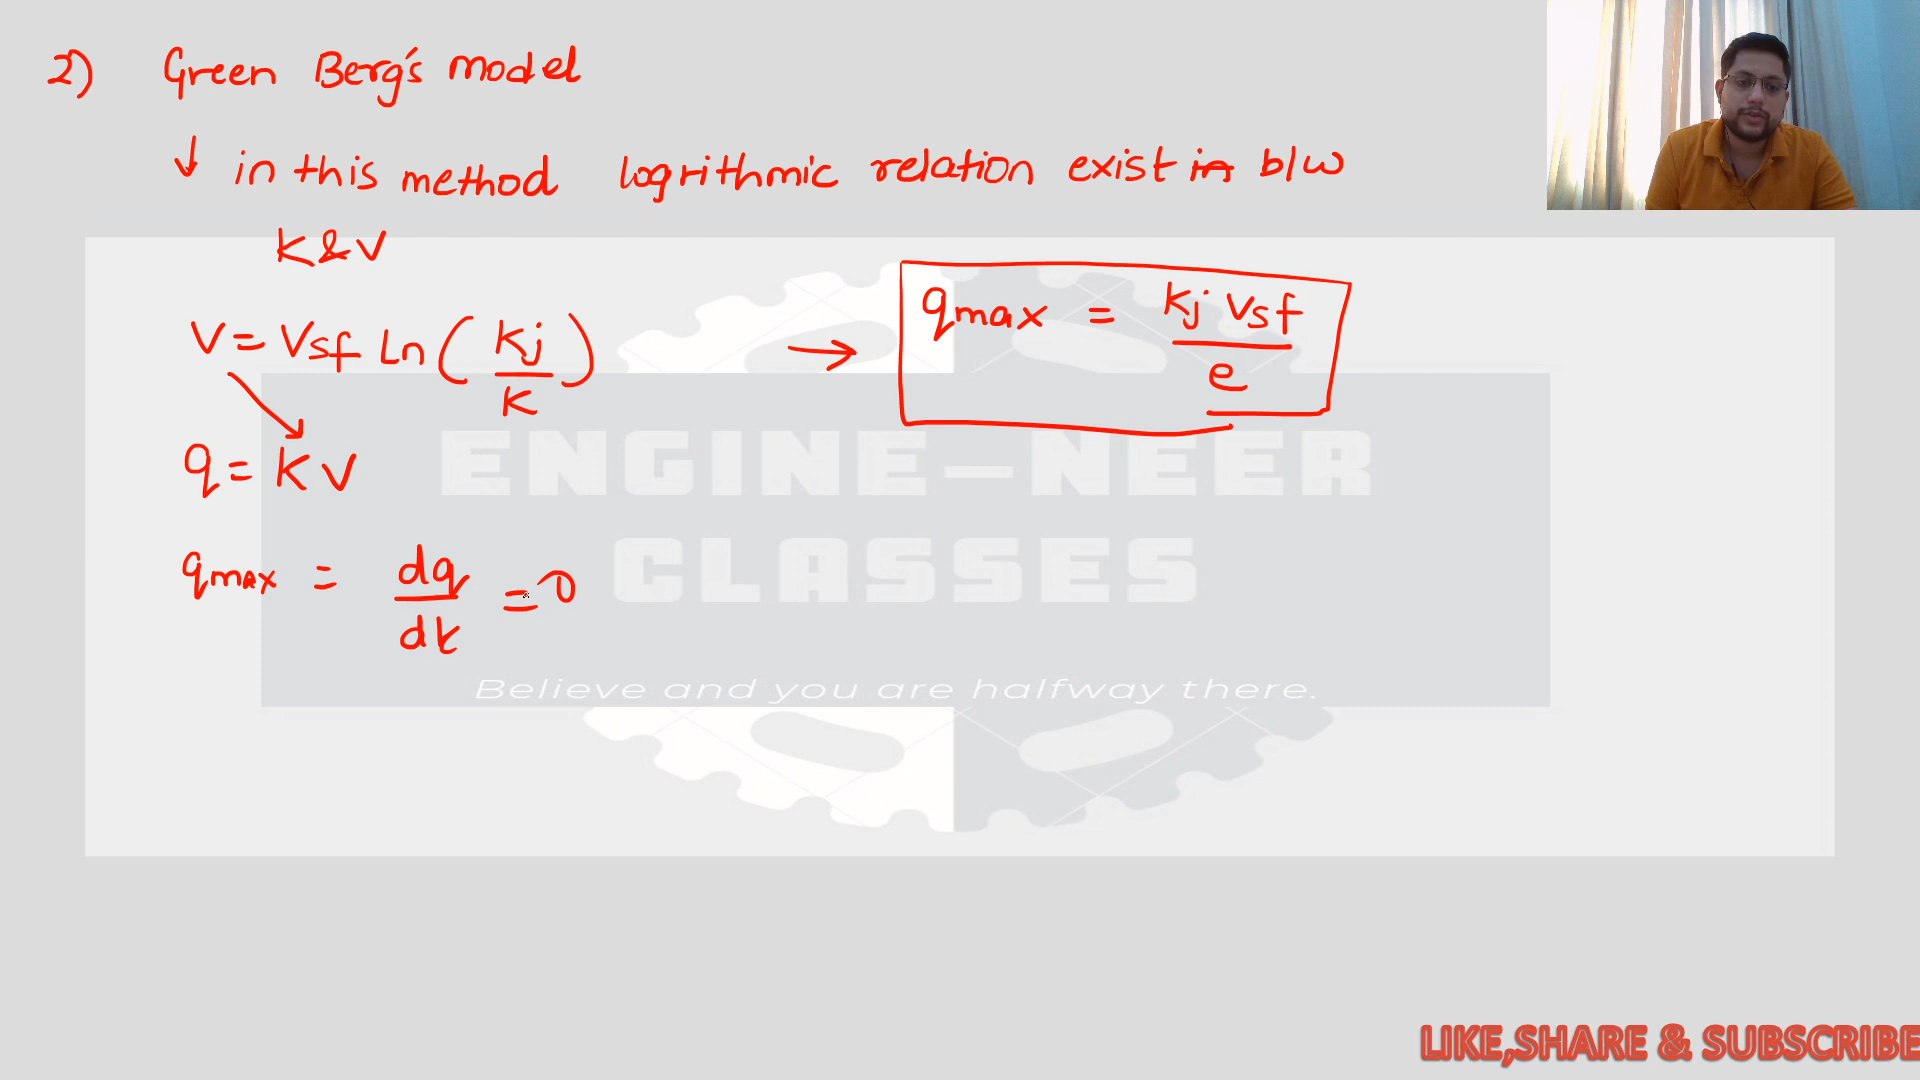 2) Green Berg's model
↓ in this method logrithmic relation exist in b/w
K & V
V = Vsf Ln ( Kj / K ) → qmax = Kj Vsf / e
q = K V
qmax = dq / dk = 0
ENGINE-NEER
CLASSES
Believe and you are halfway there.
LIKE,SHARE & SUBSCRIBE